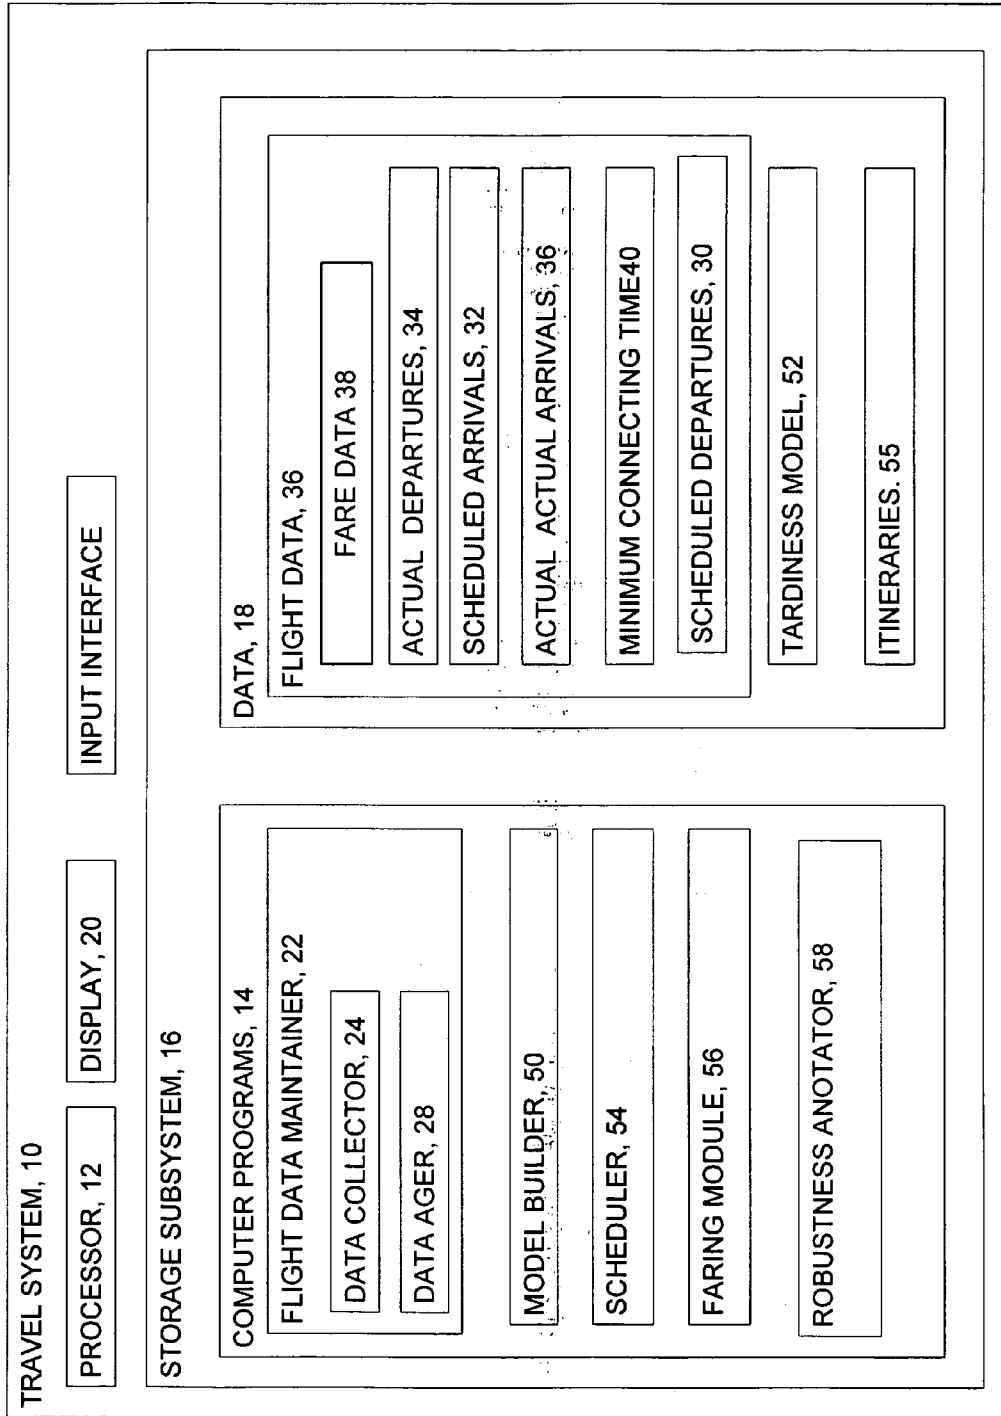 TRAVEL SYSTEM, 10
PROCESSOR, 12
DISPLAY, 20
INPUT INTERFACE
STORAGE SUBSYSTEM, 16
COMPUTER PROGRAMS, 14
FLIGHT DATA MAINTAINER, 22
DATA COLLECTOR, 24
DATA AGER, 28
MODEL BUILDER, 50
SCHEDULER, 54
FARING MODULE, 56
ROBUSTNESS ANOTATOR, 58
DATA, 18
FLIGHT DATA, 36
FARE DATA 38
ACTUAL DEPARTURES, 34
SCHEDULED ARRIVALS, 32
ACTUAL ACTUAL ARRIVALS, 36
MINIMUM CONNECTING TIME40
SCHEDULED DEPARTURES, 30
TARDINESS MODEL, 52
ITINERARIES. 55